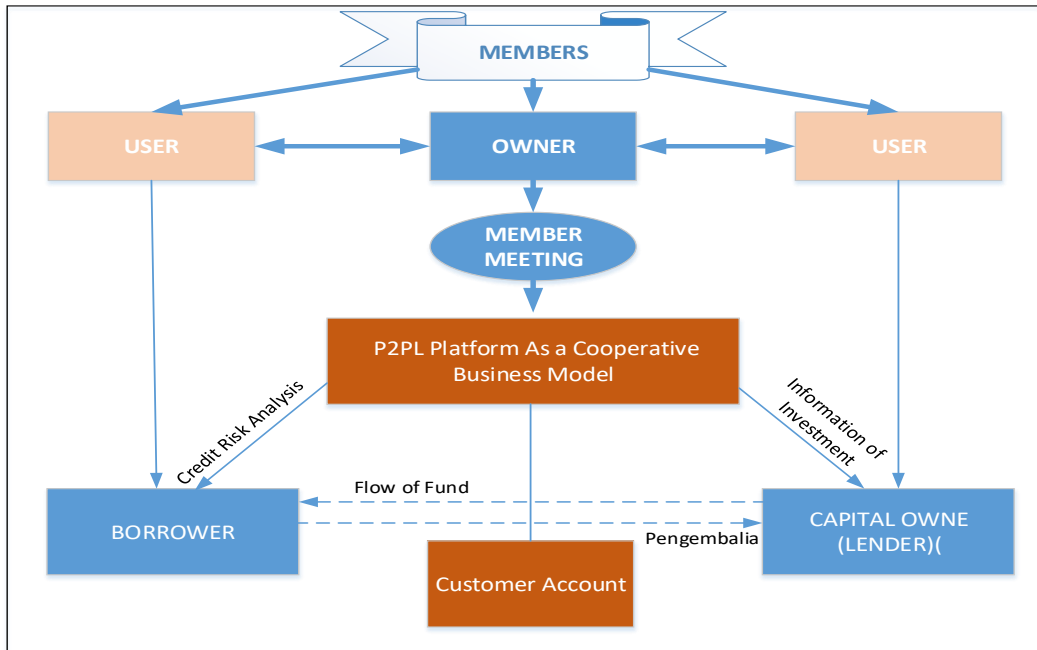 MEMBERS
USER
OWNER
USER
MEMBER
MEETING
P2PL Platform As a Cooperative
Business Model
Credit Risk Analysis
Information of
Investment
Flow of Fund
BORROWER
Pengembalia
CAPITAL OWNE
(LENDER)(
Customer Account